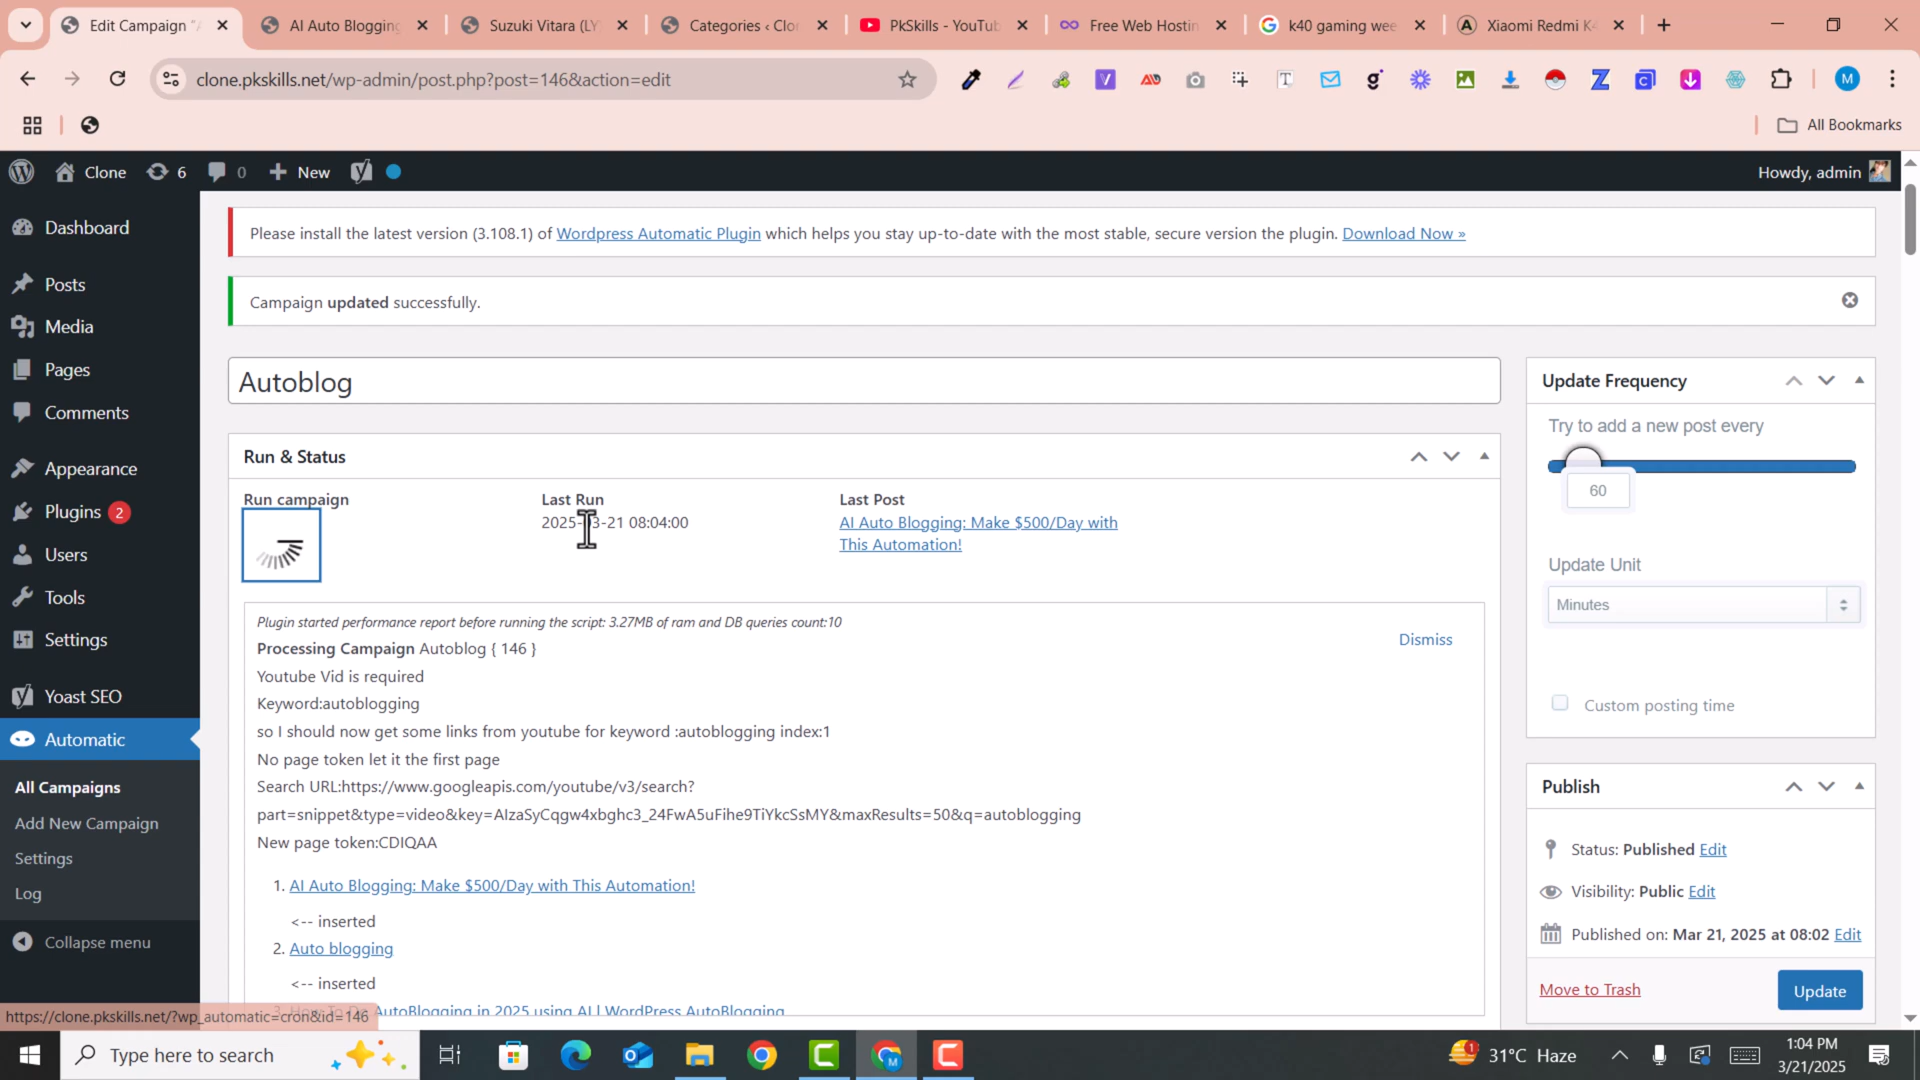 Edit Campaign "A
AI Auto Blogging
Suzuki Vitara (LY
Categories ‹ Clon
PkSkills - YouTub
Free Web Hostin
k40 gaming wee
Xiaomi Redmi K4
clone.pkskills.net/wp-admin/post.php?post=146&action=edit
All Bookmarks
Clone
6
0
New
Howdy, admin
Dashboard
Posts
Media
Pages
Comments
Appearance
Plugins 2
Users
Tools
Settings
Yoast SEO
Automatic
All Campaigns
Add New Campaign
Settings
Log
Collapse menu
Please install the latest version (3.108.1) of Wordpress Automatic Plugin which helps you stay up-to-date with the most stable, secure version the plugin. Download Now »
Campaign updated successfully.
Autoblog
Run & Status
Run campaign
Last Run
2025-03-21 08:04:00
Last Post
AI Auto Blogging: Make $500/Day with
This Automation!
Plugin started performance report before running the script: 3.27MB of ram and DB queries count:10
Dismiss
Processing Campaign Autoblog { 146 }
Youtube Vid is required
Keyword:autoblogging
so I should now get some links from youtube for keyword :autoblogging index:1
No page token let it the first page
Search URL:https://www.googleapis.com/youtube/v3/search?
part=snippet&type=video&key=AIzaSyCqgw4xbghc3_24FwA5uFihe9TiYkcSsMY&maxResults=50&q=autoblogging
New page token:CDIQAA
1. AI Auto Blogging: Make $500/Day with This Automation!
<-- inserted
2. Auto blogging
<-- inserted
3. How To Do AutoBlogging in 2025 using AI | WordPress AutoBlogging
Update Frequency
Try to add a new post every
60
Update Unit
Minutes
Custom posting time
Publish
Status: Published Edit
Visibility: Public Edit
Published on: Mar 21, 2025 at 08:02 Edit
Move to Trash
Update
https://clone.pkskills.net/?wp_automatic=cron&id=146
Type here to search
31°C Haze
1:04 PM
3/21/2025